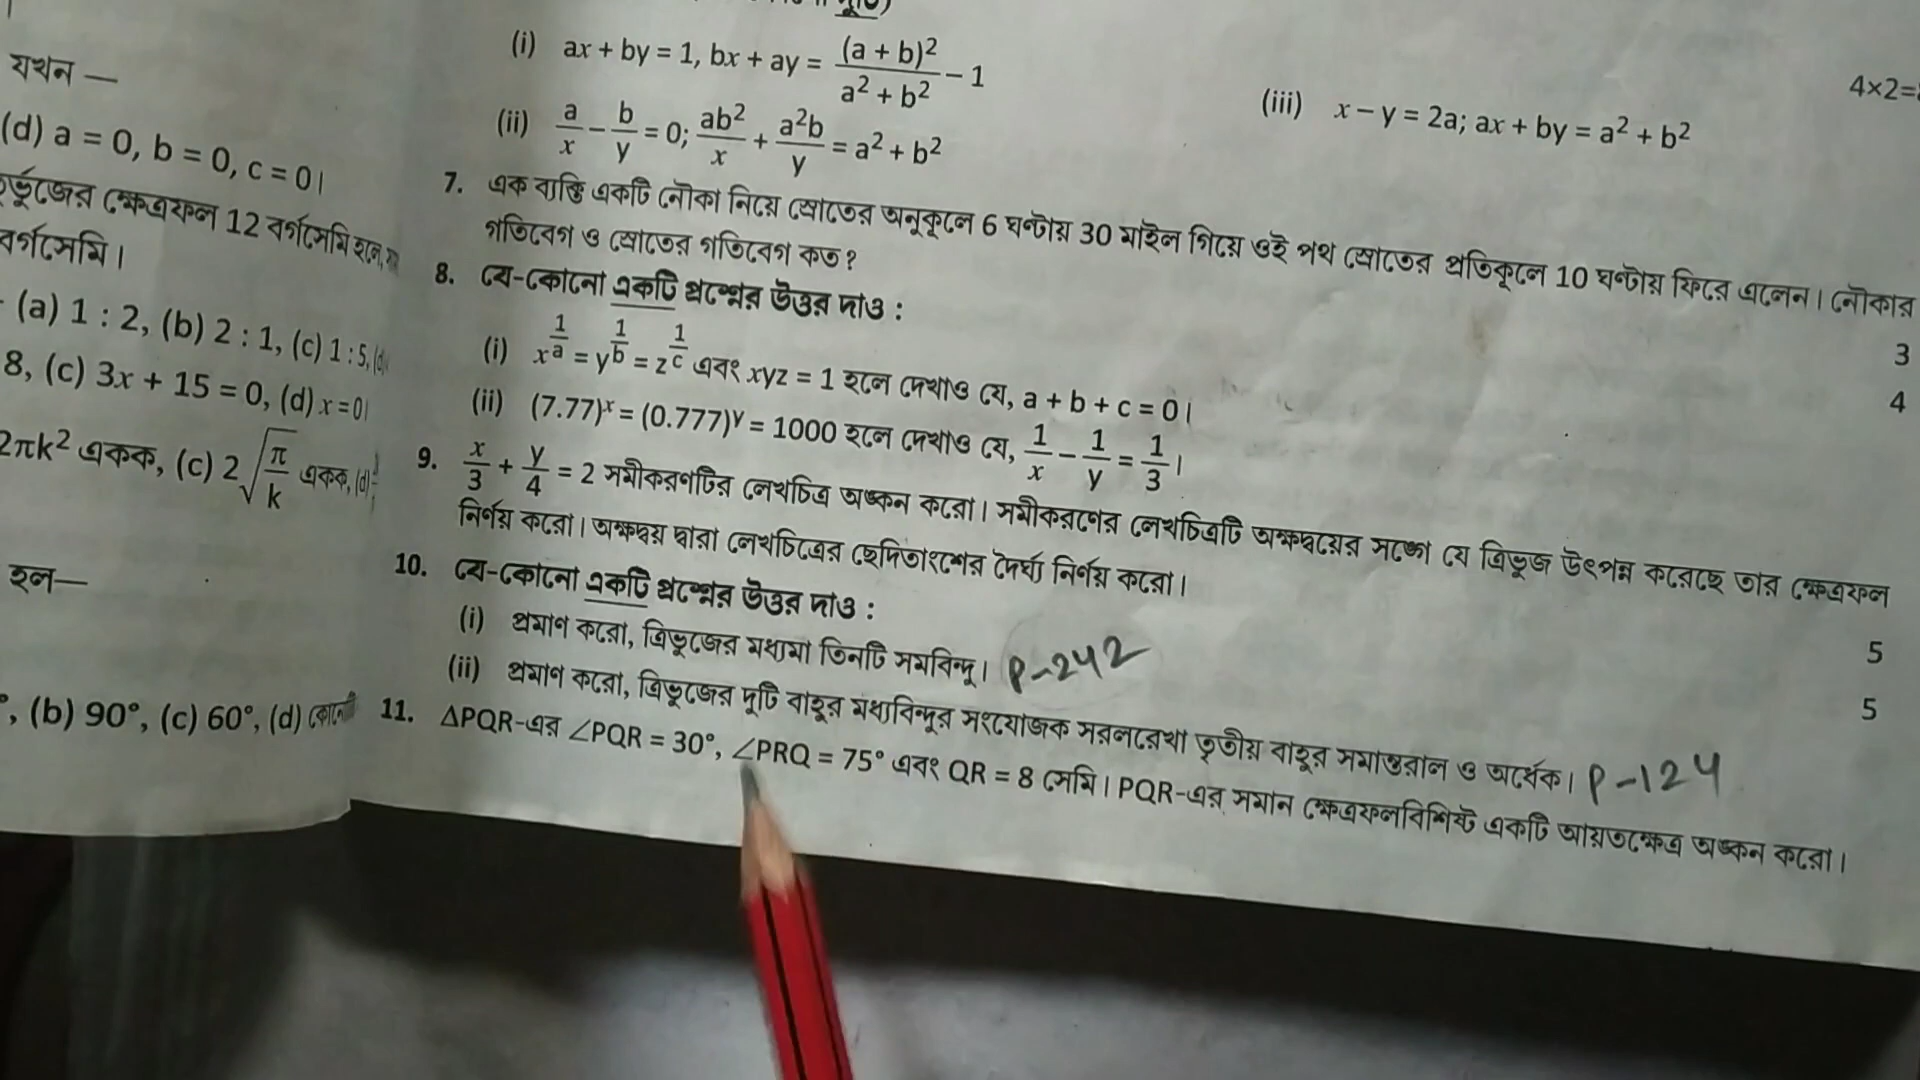 যখন —
(d) a = 0, b = 0, c = 0।
র্ভুজের ক্ষেত্রফল 12 বর্গসেমি হলে,
বর্গসেমি।
(a) 1 : 2, (b) 2 : 1, (c) 1 : 5,
8, (c) 3x + 15 = 0, (d) x = 0।
2πk² একক, (c) 2√(π/k) একক, (d)
হল—
(b) 90°, (c) 60°, (d)
(i) ax + by = 1, bx + ay = (a + b)²/(a² + b²) − 1
4×2=
(ii) a/x − b/y = 0; ab²/x + a²b/y = a² + b²
(iii) x − y = 2a; ax + by = a² + b²
7. এক ব্যক্তি একটি নৌকা নিয়ে স্রোতের অনুকূলে 6 ঘণ্টায় 30 মাইল গিয়ে ওই পথ স্রোতের প্রতিকূলে 10 ঘণ্টায় ফিরে এলেন। নৌকার
গতিবেগ ও স্রোতের গতিবেগ কত?
3
8. যে-কোনো একটি প্রশ্নের উত্তর দাও :
4
(i) x^(1/a) = y^(1/b) = z^(1/c) এবং xyz = 1 হলে দেখাও যে, a + b + c = 0।
(ii) (7.77)^x = (0.777)^y = 1000 হলে দেখাও যে, 1/x − 1/y = 1/3।
9. x/3 + y/4 = 2 সমীকরণটির লেখচিত্র অঙ্কন করো। সমীকরণের লেখচিত্রটি অক্ষদ্বয়ের সঙ্গে যে ত্রিভুজ উৎপন্ন করেছে তার ক্ষেত্রফল
নির্ণয় করো। অক্ষদ্বয় দ্বারা লেখচিত্রের ছেদিতাংশের দৈর্ঘ্য নির্ণয় করো।
5
10. যে-কোনো একটি প্রশ্নের উত্তর দাও :
5
(i) প্রমাণ করো, ত্রিভুজের মধ্যমা তিনটি সমবিন্দু। P-242
(ii) প্রমাণ করো, ত্রিভুজের দুটি বাহুর মধ্যবিন্দুর সংযোজক সরলরেখা তৃতীয় বাহুর সমান্তরাল ও অর্ধেক। P-124
11. ΔPQR-এর ∠PQR = 30°, ∠PRQ = 75° এবং QR = 8 সেমি। PQR-এর সমান ক্ষেত্রফলবিশিষ্ট একটি আয়তক্ষেত্র অঙ্কন করো।